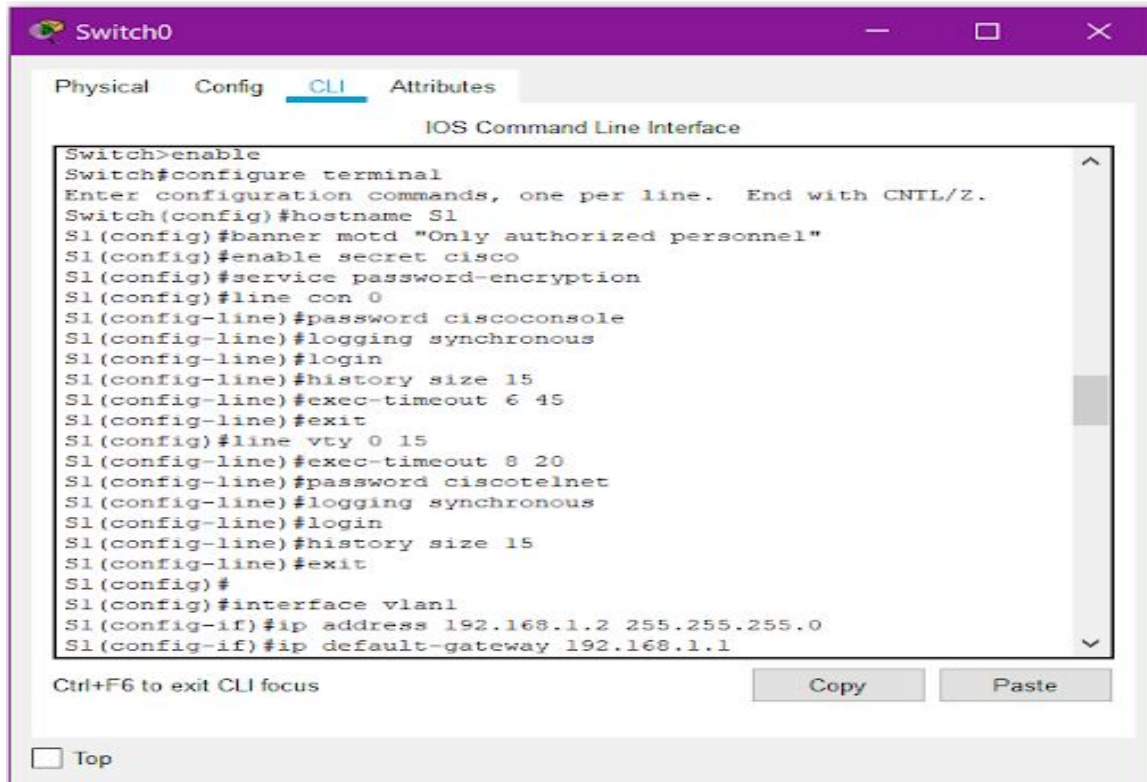 Switch0
Physical Config CLI Attributes
IOS Command Line Interface
Switch>enable
Switch#configure terminal
Enter configuration commands, one per line.  End with CNTL/Z.
Switch(config)#hostname S1
S1(config)#banner motd "Only authorized personnel"
S1(config)#enable secret cisco
S1(config)#service password-encryption
S1(config)#line con 0
S1(config-line)#password ciscoconsole
S1(config-line)#logging synchronous
S1(config-line)#login
S1(config-line)#history size 15
S1(config-line)#exec-timeout 6 45
S1(config-line)#exit
S1(config)#line vty 0 15
S1(config-line)#exec-timeout 8 20
S1(config-line)#password ciscotelnet
S1(config-line)#logging synchronous
S1(config-line)#login
S1(config-line)#history size 15
S1(config-line)#exit
S1(config)#
S1(config)#interface vlan1
S1(config-if)#ip address 192.168.1.2 255.255.255.0
S1(config-if)#ip default-gateway 192.168.1.1
Ctrl+F6 to exit CLI focus Copy Paste
Top